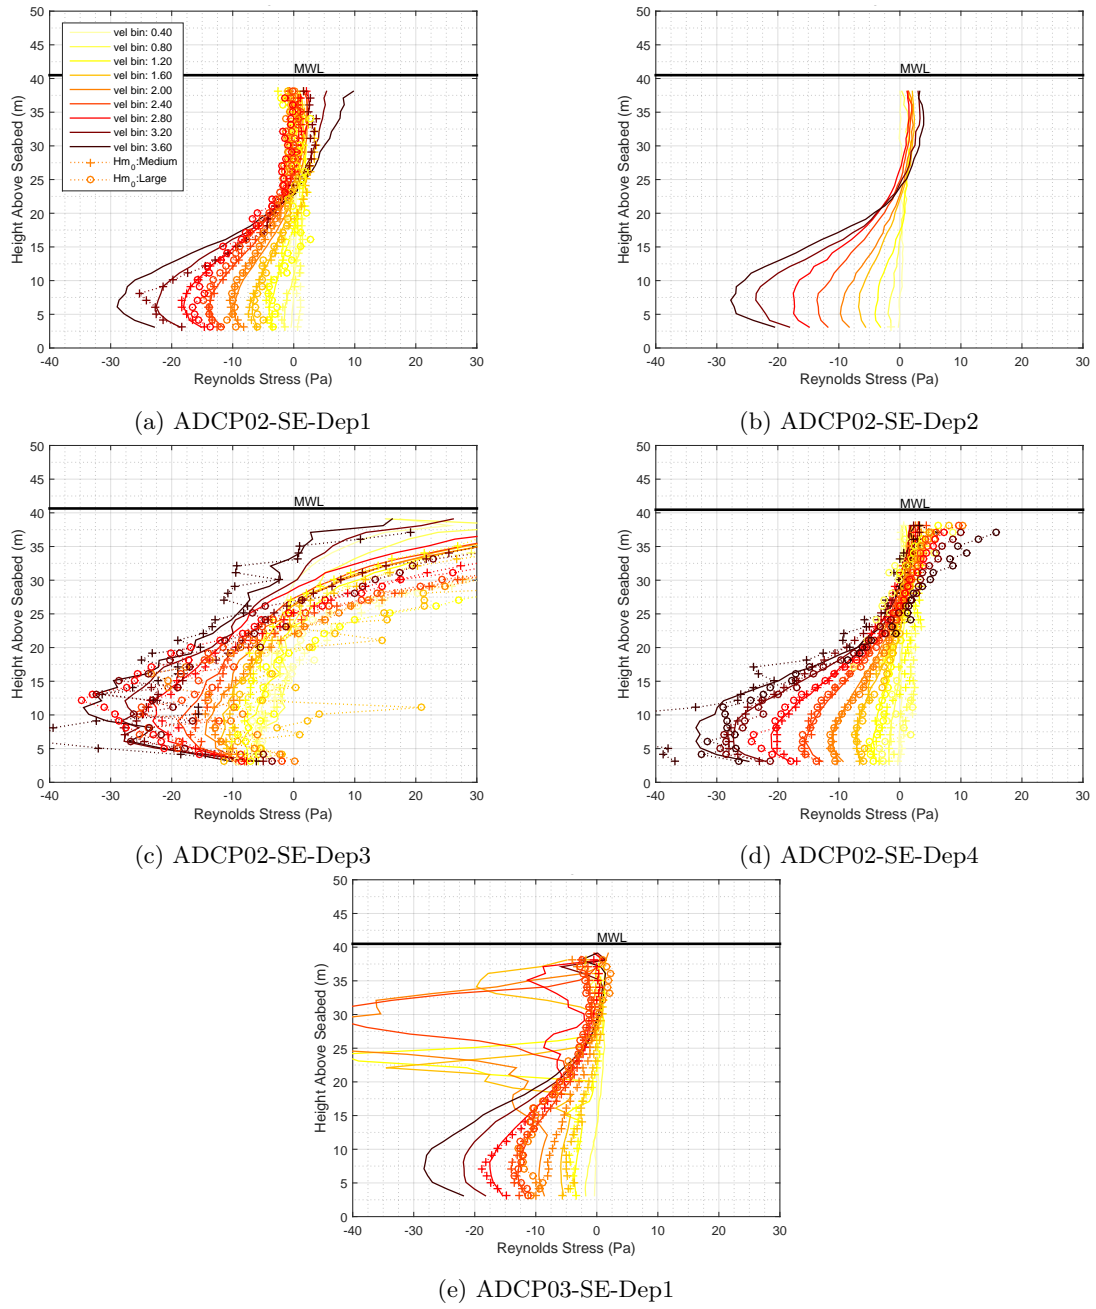 50
45
40
35
30
25
20
15
10
5
0
Height Above Seabed (m)
vel bin: 0.40
vel bin: 0.80
vel bin: 1.20
vel bin: 1.60
vel bin: 2.00
vel bin: 2.40
vel bin: 2.80
vel bin: 3.20
vel bin: 3.60
Hm0:Medium
Hm0:Large
MWL
-40 -30 -20 -10 0 10 20 30
Reynolds Stress (Pa)
(a) ADCP02-SE-Dep1
50
45
40
35
30
25
20
15
10
5
0
Height Above Seabed (m)
MWL
-40 -30 -20 -10 0 10 20 30
Reynolds Stress (Pa)
(b) ADCP02-SE-Dep2
50
45
40
35
30
25
20
15
10
5
0
Height Above Seabed (m)
MWL
-40 -30 -20 -10 0 10 20 30
Reynolds Stress (Pa)
(c) ADCP02-SE-Dep3
50
45
40
35
30
25
20
15
10
5
0
Height Above Seabed (m)
MWL
-40 -30 -20 -10 0 10 20 30
Reynolds Stress (Pa)
(d) ADCP02-SE-Dep4
50
45
40
35
30
25
20
15
10
5
0
Height Above Seabed (m)
MWL
-40 -30 -20 -10 0 10 20 30
Reynolds Stress (Pa)
(e) ADCP03-SE-Dep1